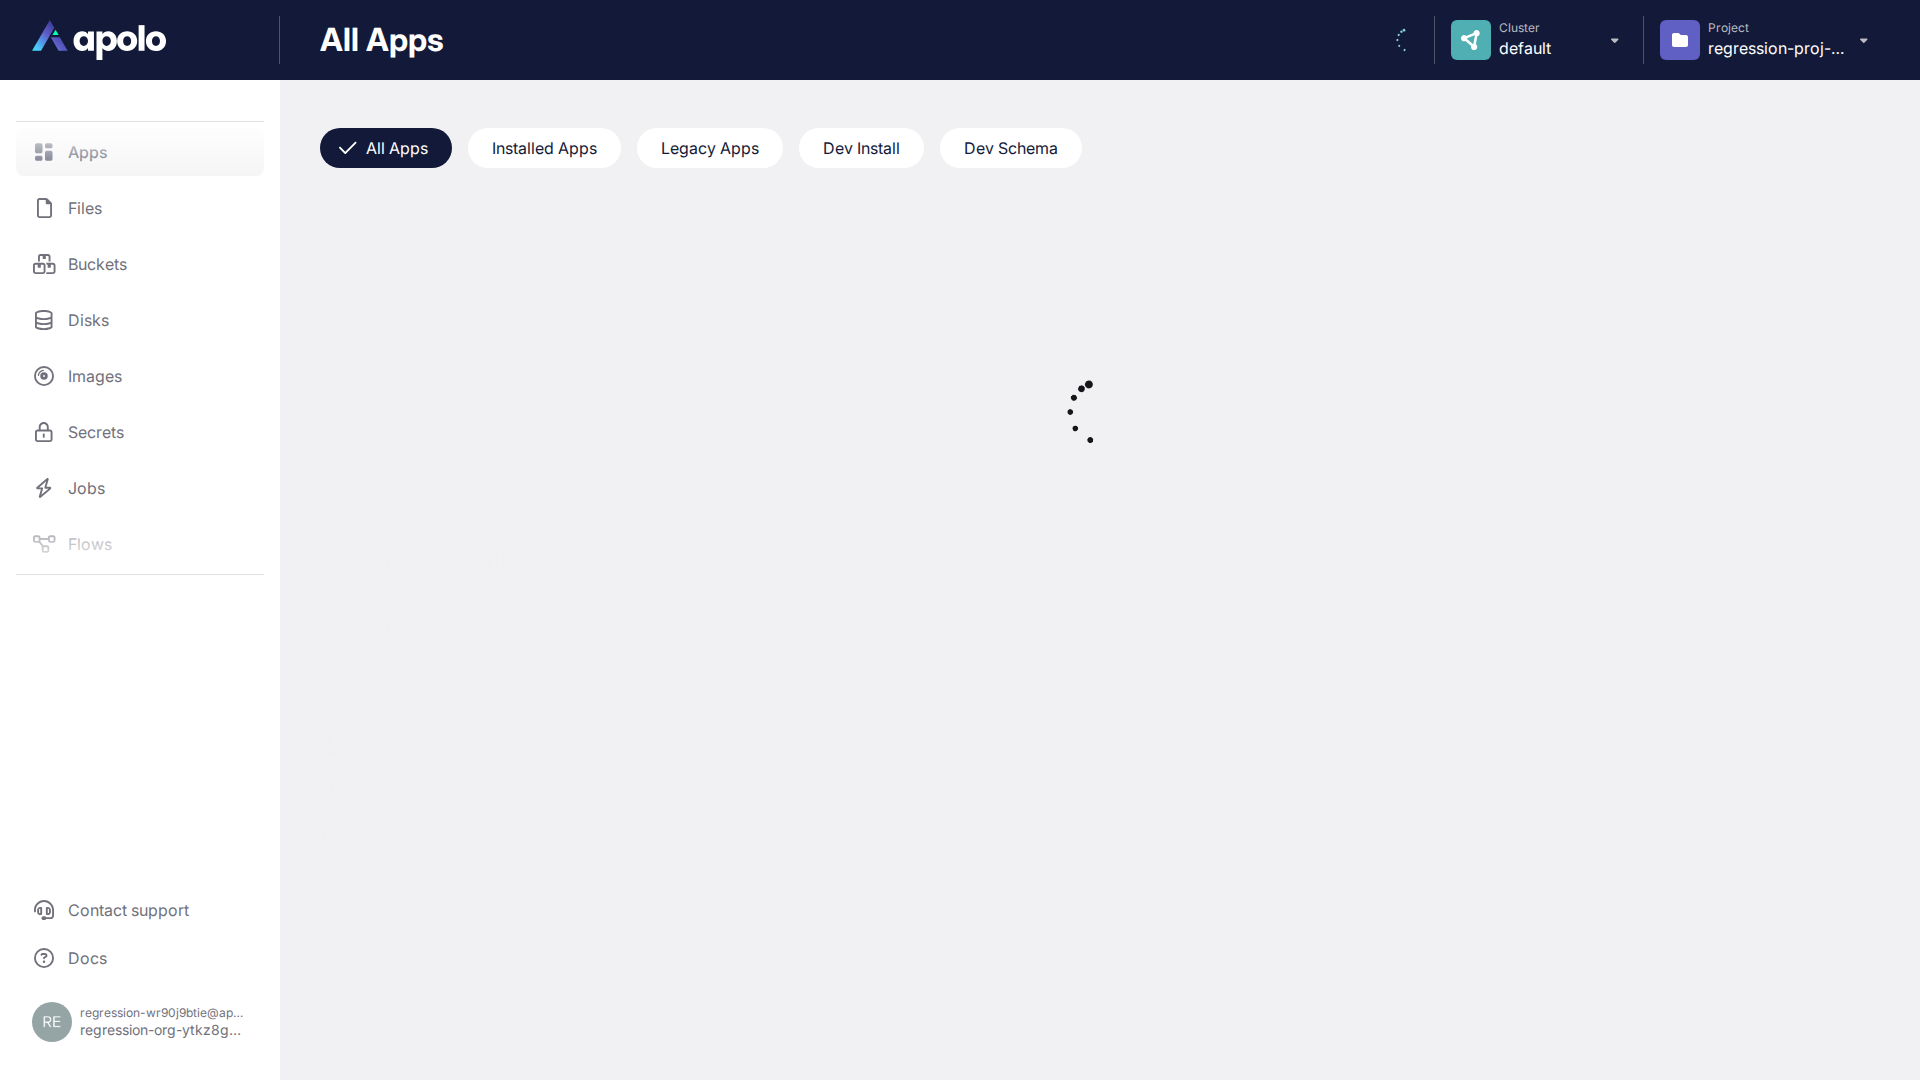 apolo
All Apps
Cluster
default
Project
regression-proj-...
Apps
Files
Buckets
Disks
Images
Secrets
Jobs
Flows
All Apps
Installed Apps
Legacy Apps
Dev Install
Dev Schema
Contact support
Docs
RE
regression-wr90j9btie@ap...
regression-org-ytkz8g...